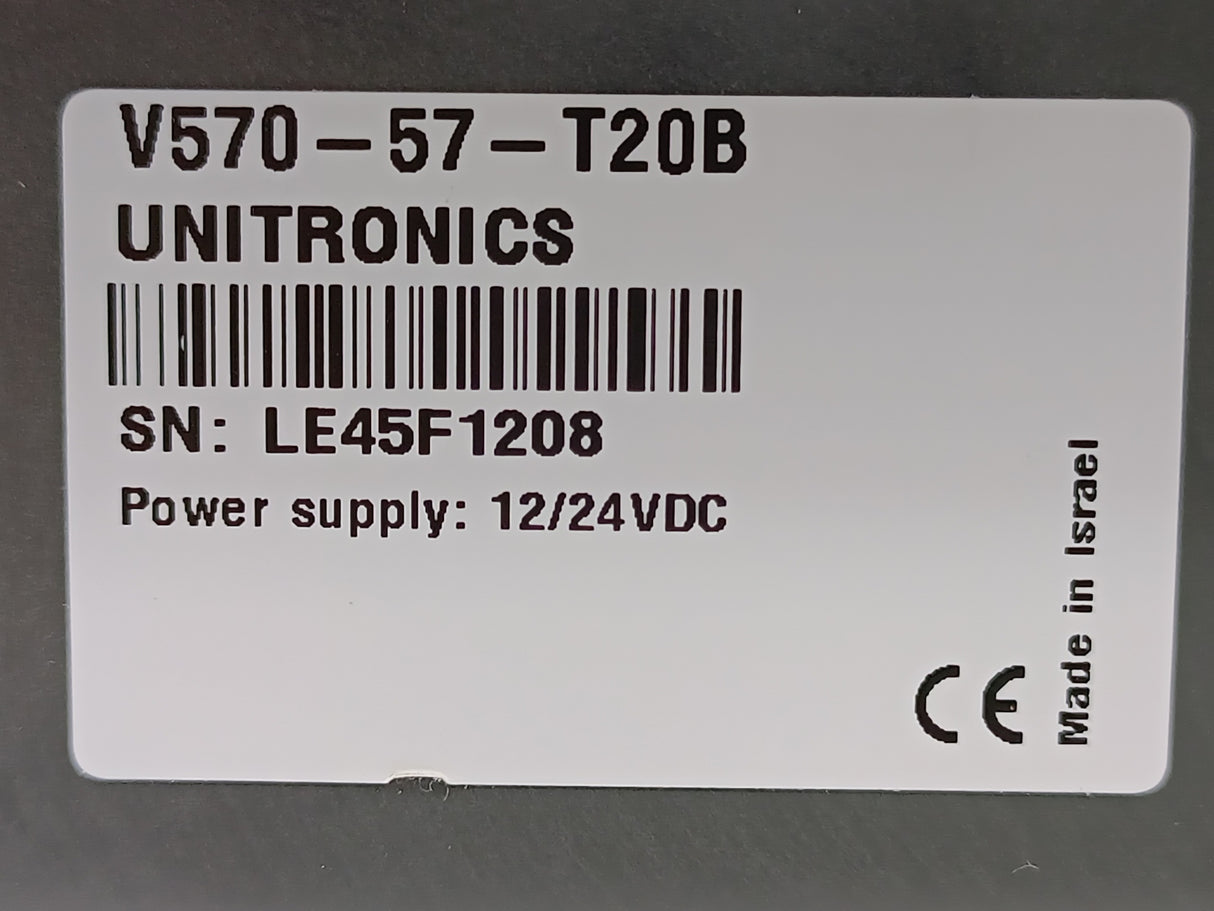 V570-57-T20B
UNITRONICS
SN: LE45F1208
Power supply: 12/24VDC
CE
Made in Israel